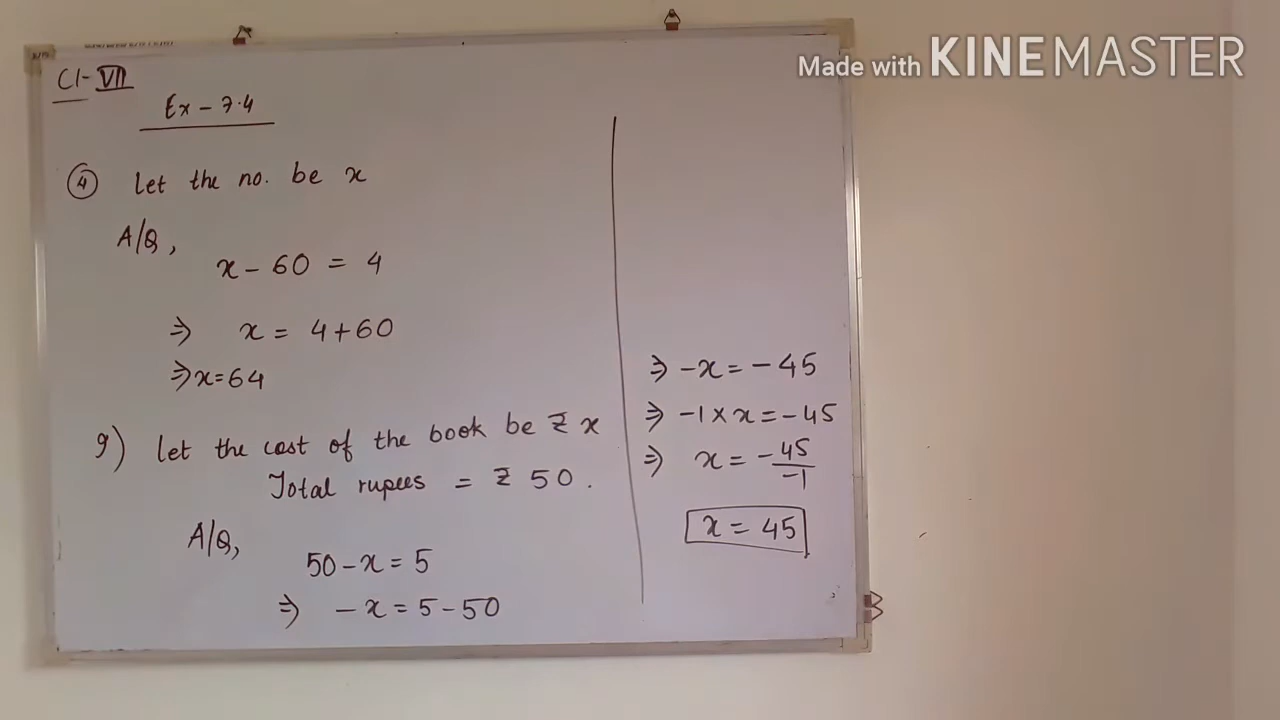 Made with KINEMASTER
Cl-VII
Ex - 7.4
④ Let the no. be x
A/Q,
x - 60 = 4
⇒ x = 4+60
⇒ x=64
9) let the cost of the book be ₹ x
Total rupees = ₹ 50.
A/Q,
50-x = 5
⇒ -x = 5-50
⇒ -x = -45
⇒ -1 × x = -45
⇒ x = -45/-1
x = 45